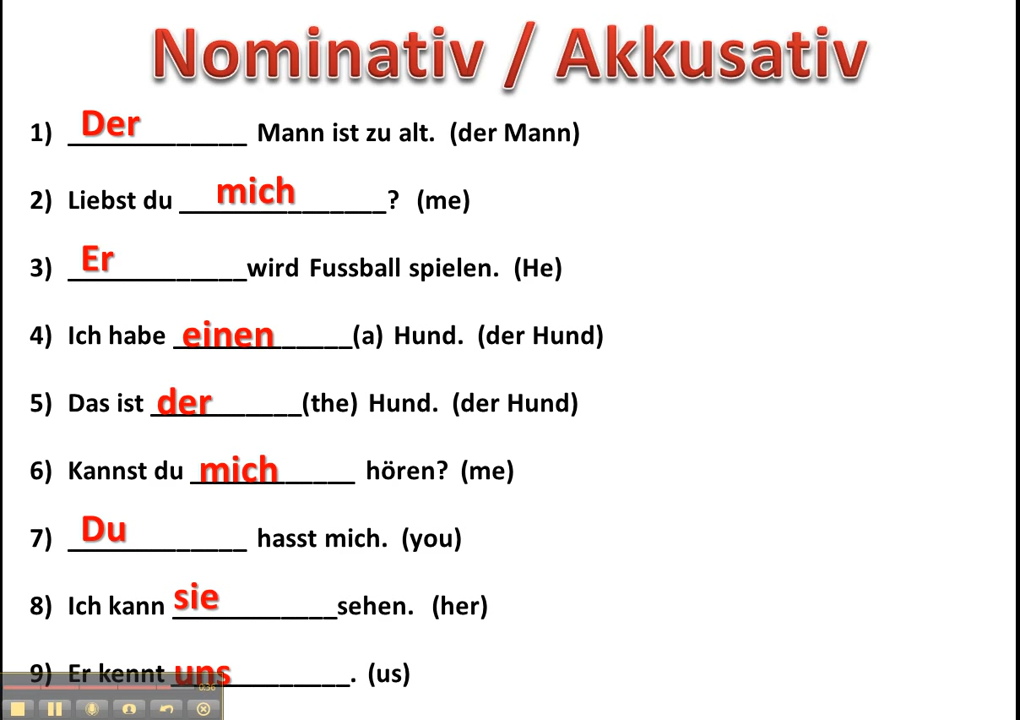 Nominativ / Akkusativ
1) Der Mann ist zu alt. (der Mann)
2) Liebst du mich ? (me)
3) Er wird Fussball spielen. (He)
4) Ich habe einen (a) Hund. (der Hund)
5) Das ist der (the) Hund. (der Hund)
6) Kannst du mich hören? (me)
7) Du hasst mich. (you)
8) Ich kann sie sehen. (her)
9) Er kennt uns . (us)
0:36